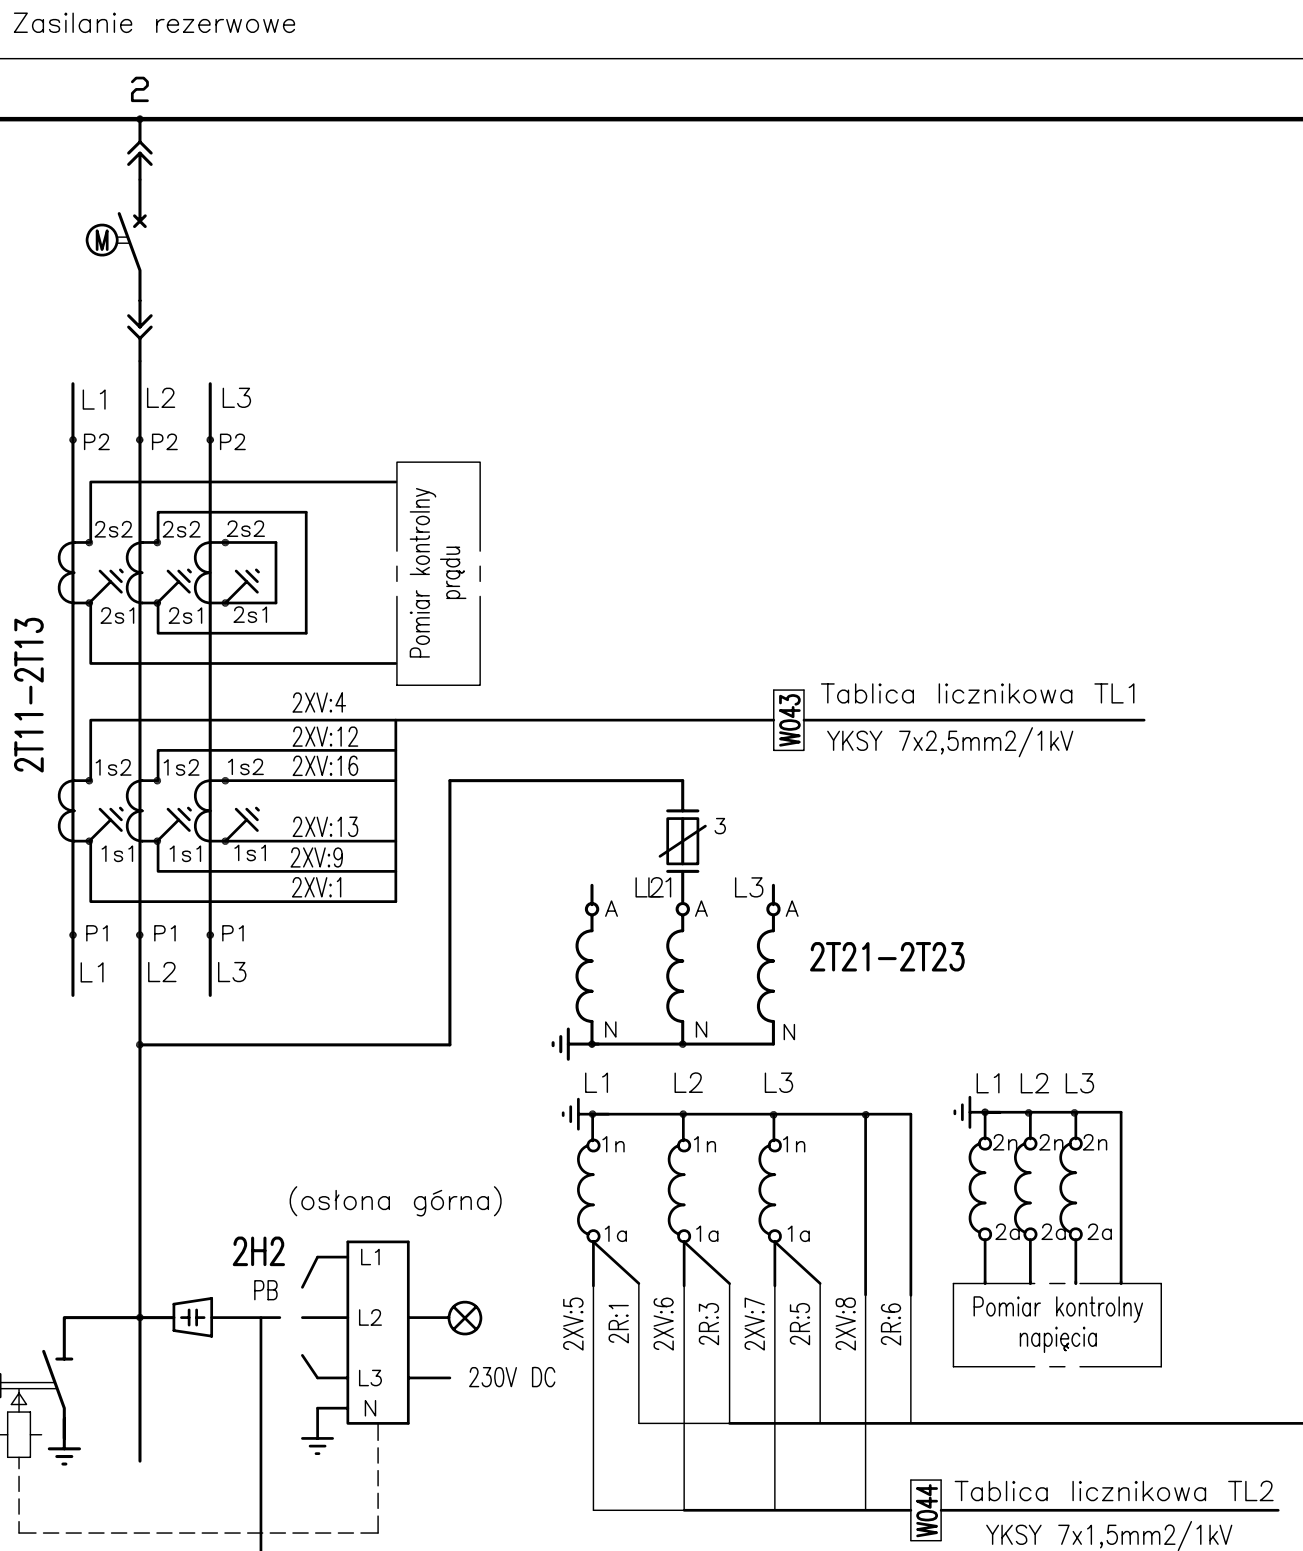 Zasilanie rezerwowe
2
M
L1 L2 L3
P2 P2 P2
2s2 2s2 2s2
Pomiar kontrolny
prądu
2s1 2s1 2s1
2T11-2T13
2XV:4
W043
Tablica licznikowa TL1
YKSY 7x2,5mm2/1kV
2XV:12
1s2 1s2 1s2
2XV:16
3
2XV:13
1s1 1s1 1s1
2XV:9
2XV:1
L1 L2 L3
A A A
P1 P1 P1
L1 L2 L3
2T21-2T23
N N N
L1 L2 L3
L1 L2 L3
1n 1n 1n
2n 2n 2n
1a 1a 1a
2a 2a 2a
(osłona górna)
2H2
PB
L1
L2
L3
N
230V DC
2XV:5
2R:1
2XV:6
2R:3
2XV:7
2R:5
2XV:8
2R:6
Pomiar kontrolny
napięcia
W044
Tablica licznikowa TL2
YKSY 7x1,5mm2/1kV